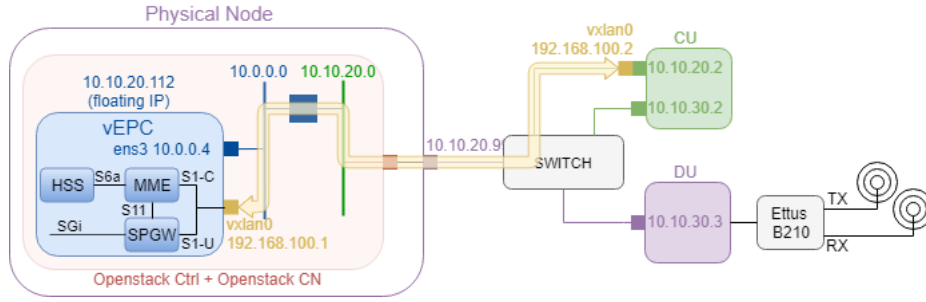 Physical Node
vxlan0
192.168.100.2
CU
10.10.20.2
10.10.30.2
10.0.0.0
10.10.20.0
10.10.20.112
(floating IP)
vEPC
ens3 10.0.0.4
HSS
S6a
MME
S1-C
S11
SGi
SPGW
S1-U
vxlan0
192.168.100.1
10.10.20.9
SWITCH
DU
10.10.30.3
Ettus
B210
TX
RX
Openstack Ctrl + Openstack CN